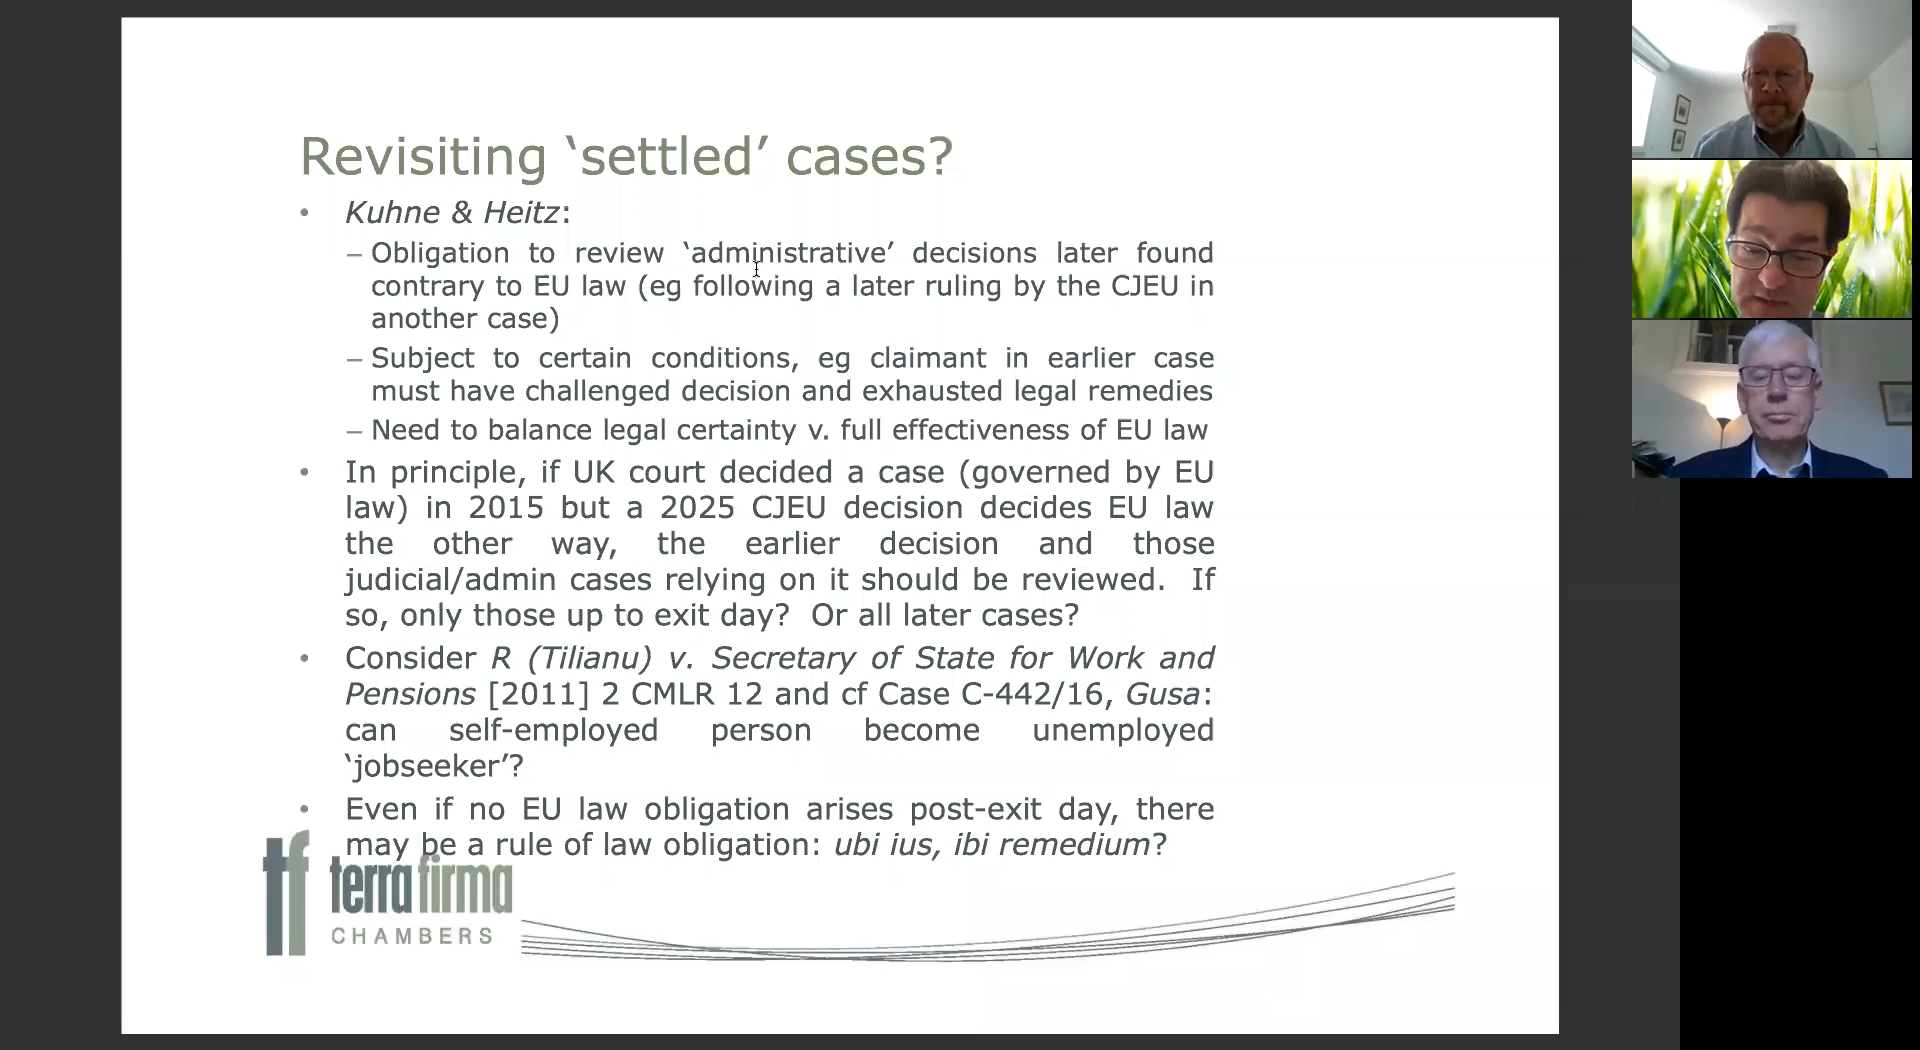 Revisiting ‘settled’ cases?
• Kuhne & Heitz:
– Obligation to review ‘administrative’ decisions later found
contrary to EU law (eg following a later ruling by the CJEU in
another case)
– Subject to certain conditions, eg claimant in earlier case
must have challenged decision and exhausted legal remedies
– Need to balance legal certainty v. full effectiveness of EU law
• In principle, if UK court decided a case (governed by EU
law) in 2015 but a 2025 CJEU decision decides EU law
the other way, the earlier decision and those
judicial/admin cases relying on it should be reviewed. If
so, only those up to exit day? Or all later cases?
• Consider R (Tilianu) v. Secretary of State for Work and
Pensions [2011] 2 CMLR 12 and cf Case C-442/16, Gusa:
can self-employed person become unemployed
‘jobseeker’?
• Even if no EU law obligation arises post-exit day, there
may be a rule of law obligation: ubi ius, ibi remedium?
tf
terra firma
CHAMBERS